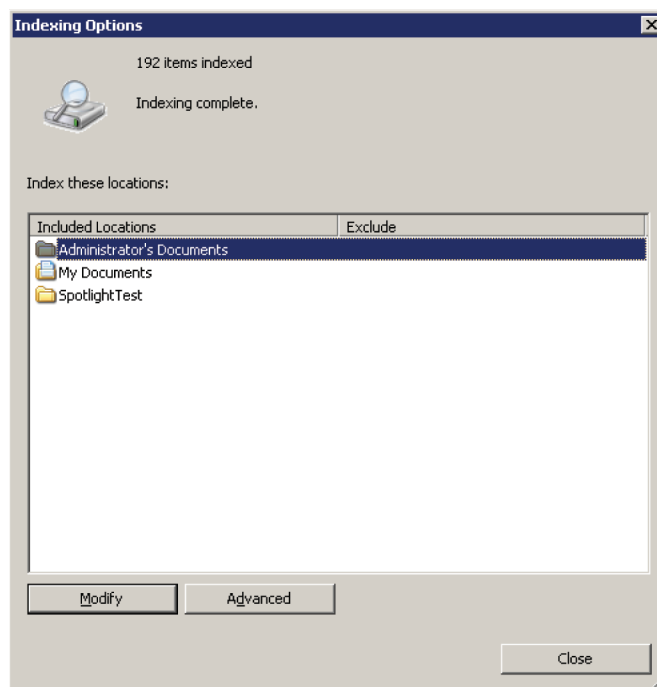 Indexing Options
192 items indexed
Indexing complete.
Index these locations:
Included Locations Exclude
Administrator's Documents
My Documents
SpotlightTest
Modify Advanced
Close